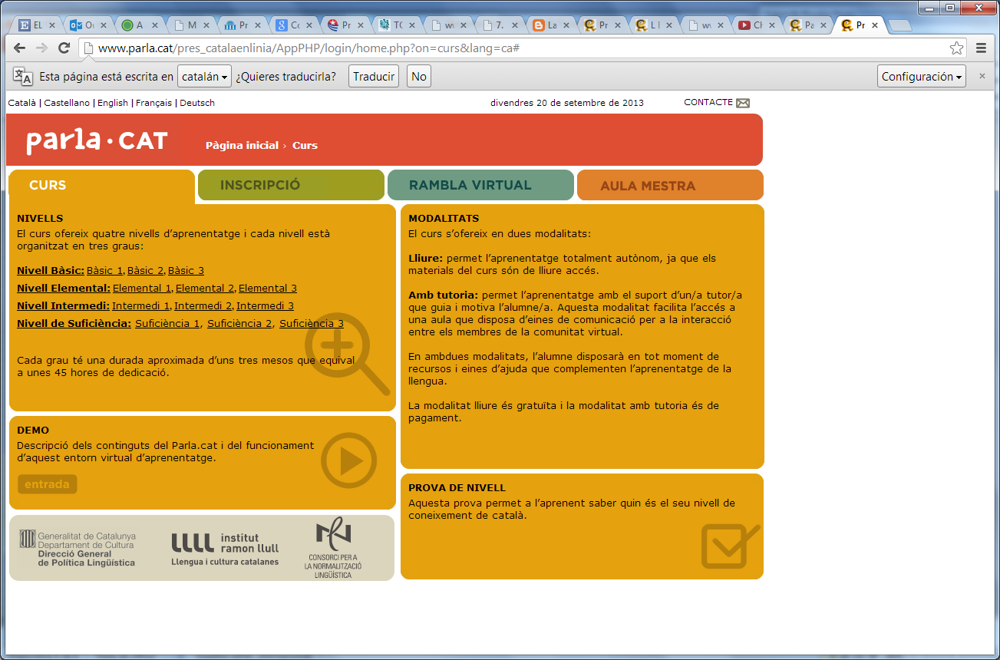 EL
A
M
Pr
Pr
7.
La
Pr
L
Pa
Pr
www.parla.cat/pres_catalaenlinia/AppPHP/login/home.php?on=curs&lang=ca#
Esta página está escrita en catalán ¿Quieres traducirla? Traducir No Configuración
Català | Castellano | English | Français | Deutsch divendres 20 de setembre de 2013 CONTACTE
parla·CAT Pàgina inicial › Curs
CURS INSCRIPCIÓ RAMBLA VIRTUAL AULA MESTRA
NIVELLS
El curs ofereix quatre nivells d’aprenentatge i cada nivell està
organitzat en tres graus:
Nivell Bàsic: Bàsic 1, Bàsic 2, Bàsic 3
Nivell Elemental: Elemental 1, Elemental 2, Elemental 3
Nivell Intermedi: Intermedi 1, Intermedi 2, Intermedi 3
Nivell de Suficiència: Suficiència 1, Suficiència 2, Suficiència 3
Cada grau té una durada aproximada d’uns tres mesos que equival
a unes 45 hores de dedicació.
MODALITATS
El curs s’ofereix en dues modalitats:
Lliure: permet l’aprenentatge totalment autònom, ja que els
materials del curs són de lliure accés.
Amb tutoria: permet l’aprenentatge amb el suport d’un/a tutor/a
que guia i motiva l’alumne/a. Aquesta modalitat facilita l’accés a
una aula que disposa d’eines de comunicació per a la interacció
entre els membres de la comunitat virtual.
En ambdues modalitats, l’alumne disposarà en tot moment de
recursos i eines d’ajuda que complementen l’aprenentatge de la
llengua.
La modalitat lliure és gratuïta i la modalitat amb tutoria és de
pagament.
DEMO
Descripció dels continguts del Parla.cat i del funcionament
d’aquest entorn virtual d’aprenentatge.
entrada
PROVA DE NIVELL
Aquesta prova permet a l’aprenent saber quin és el seu nivell de
coneixement de català.
Generalitat de Catalunya
Departament de Cultura
Direcció General
de Política Lingüística
LLLL institut
ramon llull
Llengua i cultura catalanes
CONSORCI PER A
LA NORMALITZACIÓ
LINGÜÍSTICA